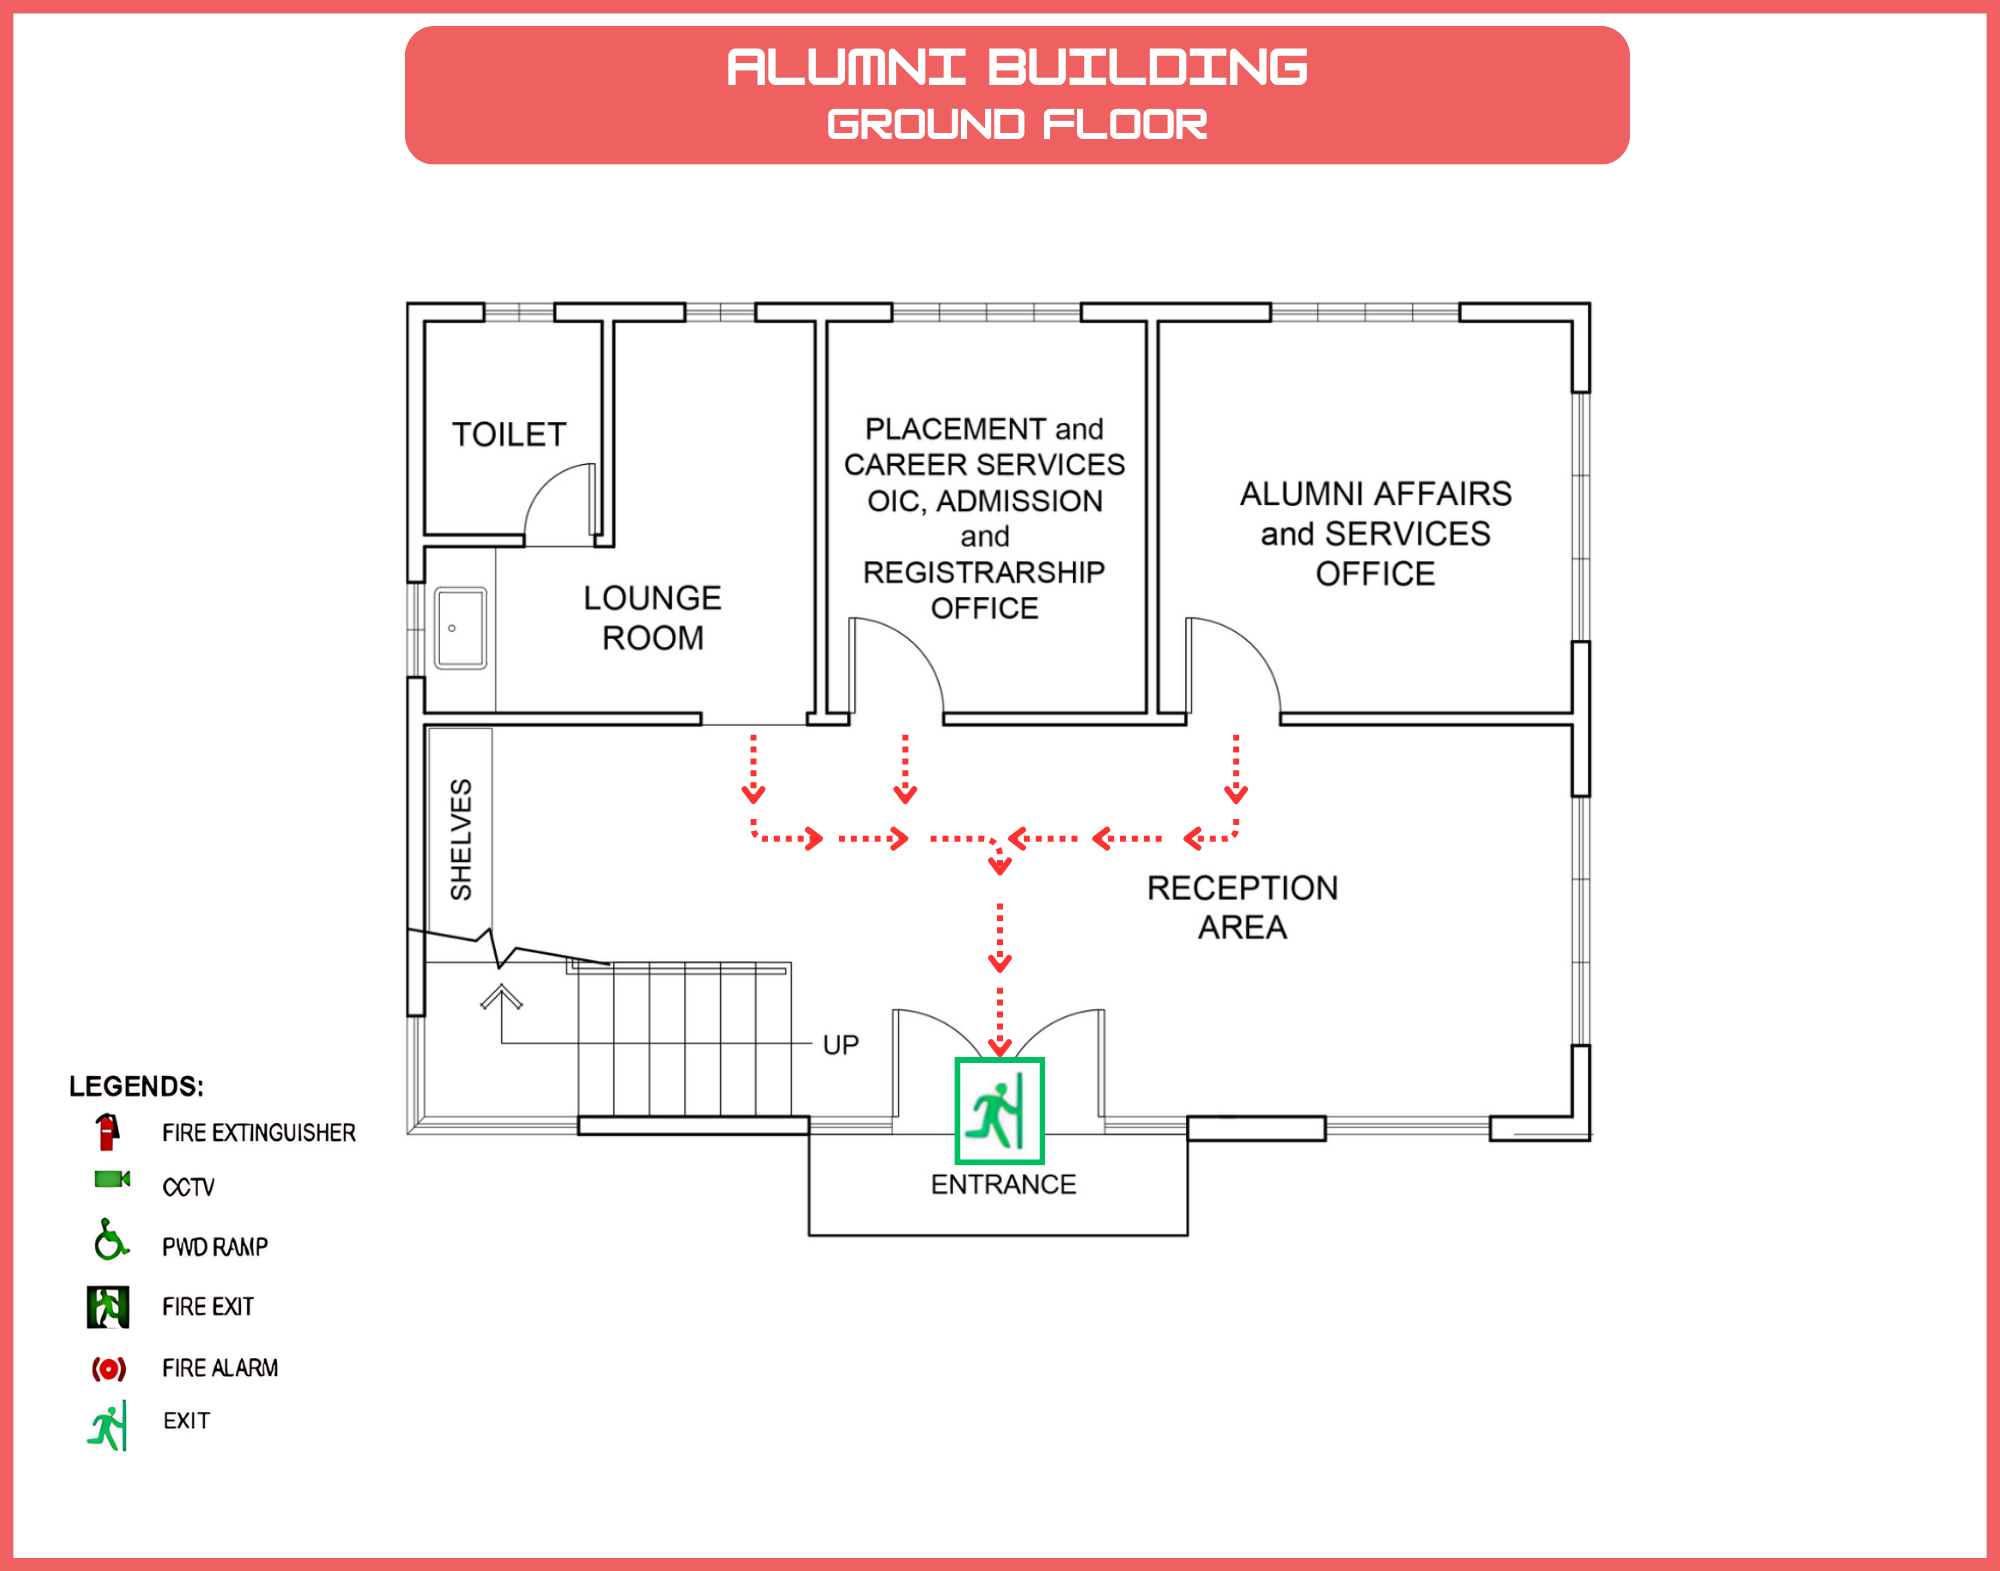 ALUMNI BUILDING
GROUND FLOOR
TOILET
LOUNGE
ROOM
PLACEMENT and
CAREER SERVICES
OIC, ADMISSION
and
REGISTRARSHIP
OFFICE
ALUMNI AFFAIRS
and SERVICES
OFFICE
SHELVES
RECEPTION
AREA
UP
ENTRANCE
LEGENDS:
FIRE EXTINGUISHER
CCTV
PWD RAMP
FIRE EXIT
FIRE ALARM
EXIT